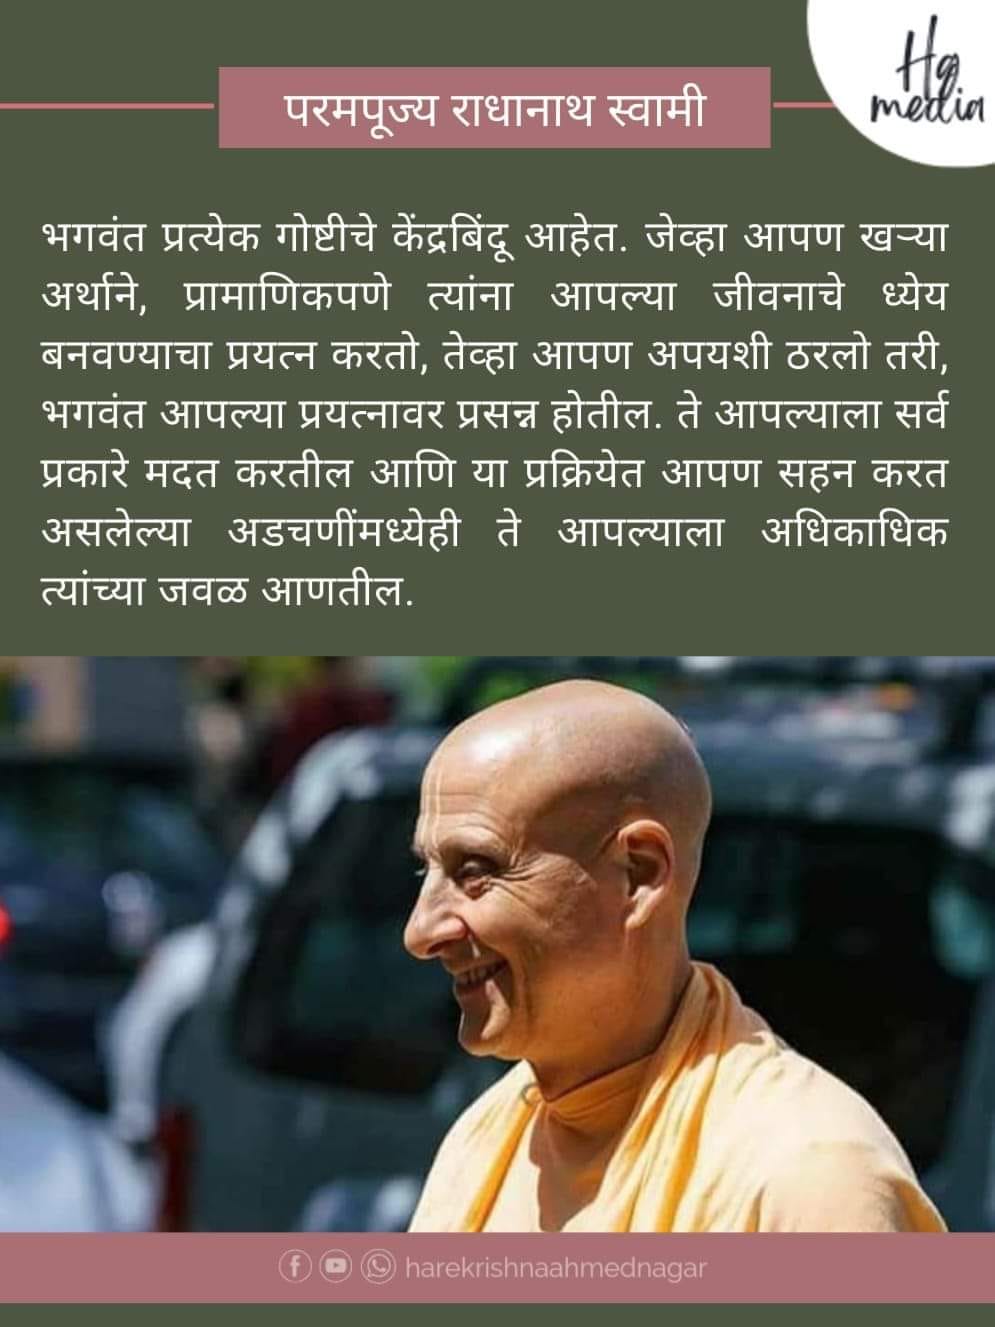 Hg
media
परमपूज्य राधानाथ स्वामी
भगवंत प्रत्येक गोष्टीचे केंद्रबिंदू आहेत. जेव्हा आपण खऱ्या
अर्थाने, प्रामाणिकपणे त्यांना आपल्या जीवनाचे ध्येय
बनवण्याचा प्रयत्न करतो, तेव्हा आपण अपयशी ठरलो तरी,
भगवंत आपल्या प्रयत्नावर प्रसन्न होतील. ते आपल्याला सर्व
प्रकारे मदत करतील आणि या प्रक्रियेत आपण सहन करत
असलेल्या अडचणींमध्येही ते आपल्याला अधिकाधिक
त्यांच्या जवळ आणतील.
harekrishnaahmednagar